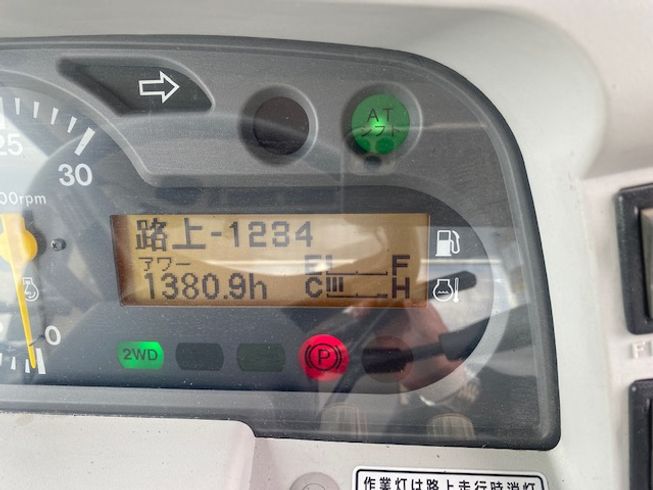 AT
シフト
25
30
00rpm
0
路上-1234
アワー
E F
1380.9h C H
2WD
P
作業灯は路上走行時消灯